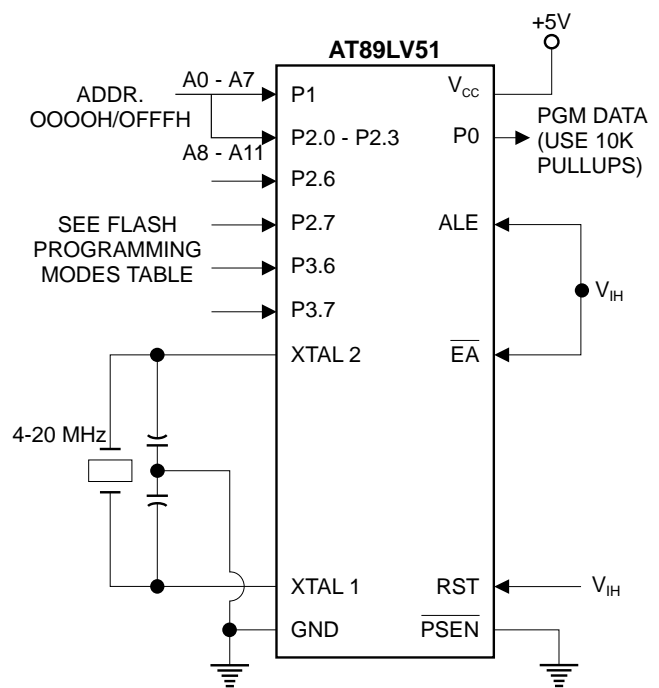 +5V
AT89LV51
A0 - A7
ADDR.
OOOOH/OFFFH
A8 - A11
P1
P2.0 - P2.3
P2.6
P2.7
P3.6
P3.7
SEE FLASH
PROGRAMMING
MODES TABLE
XTAL 2
4-20 MHz
XTAL 1
GND
VCC
P0
PGM DATA
(USE 10K
PULLUPS)
ALE
VIH
EA
RST
VIH
PSEN